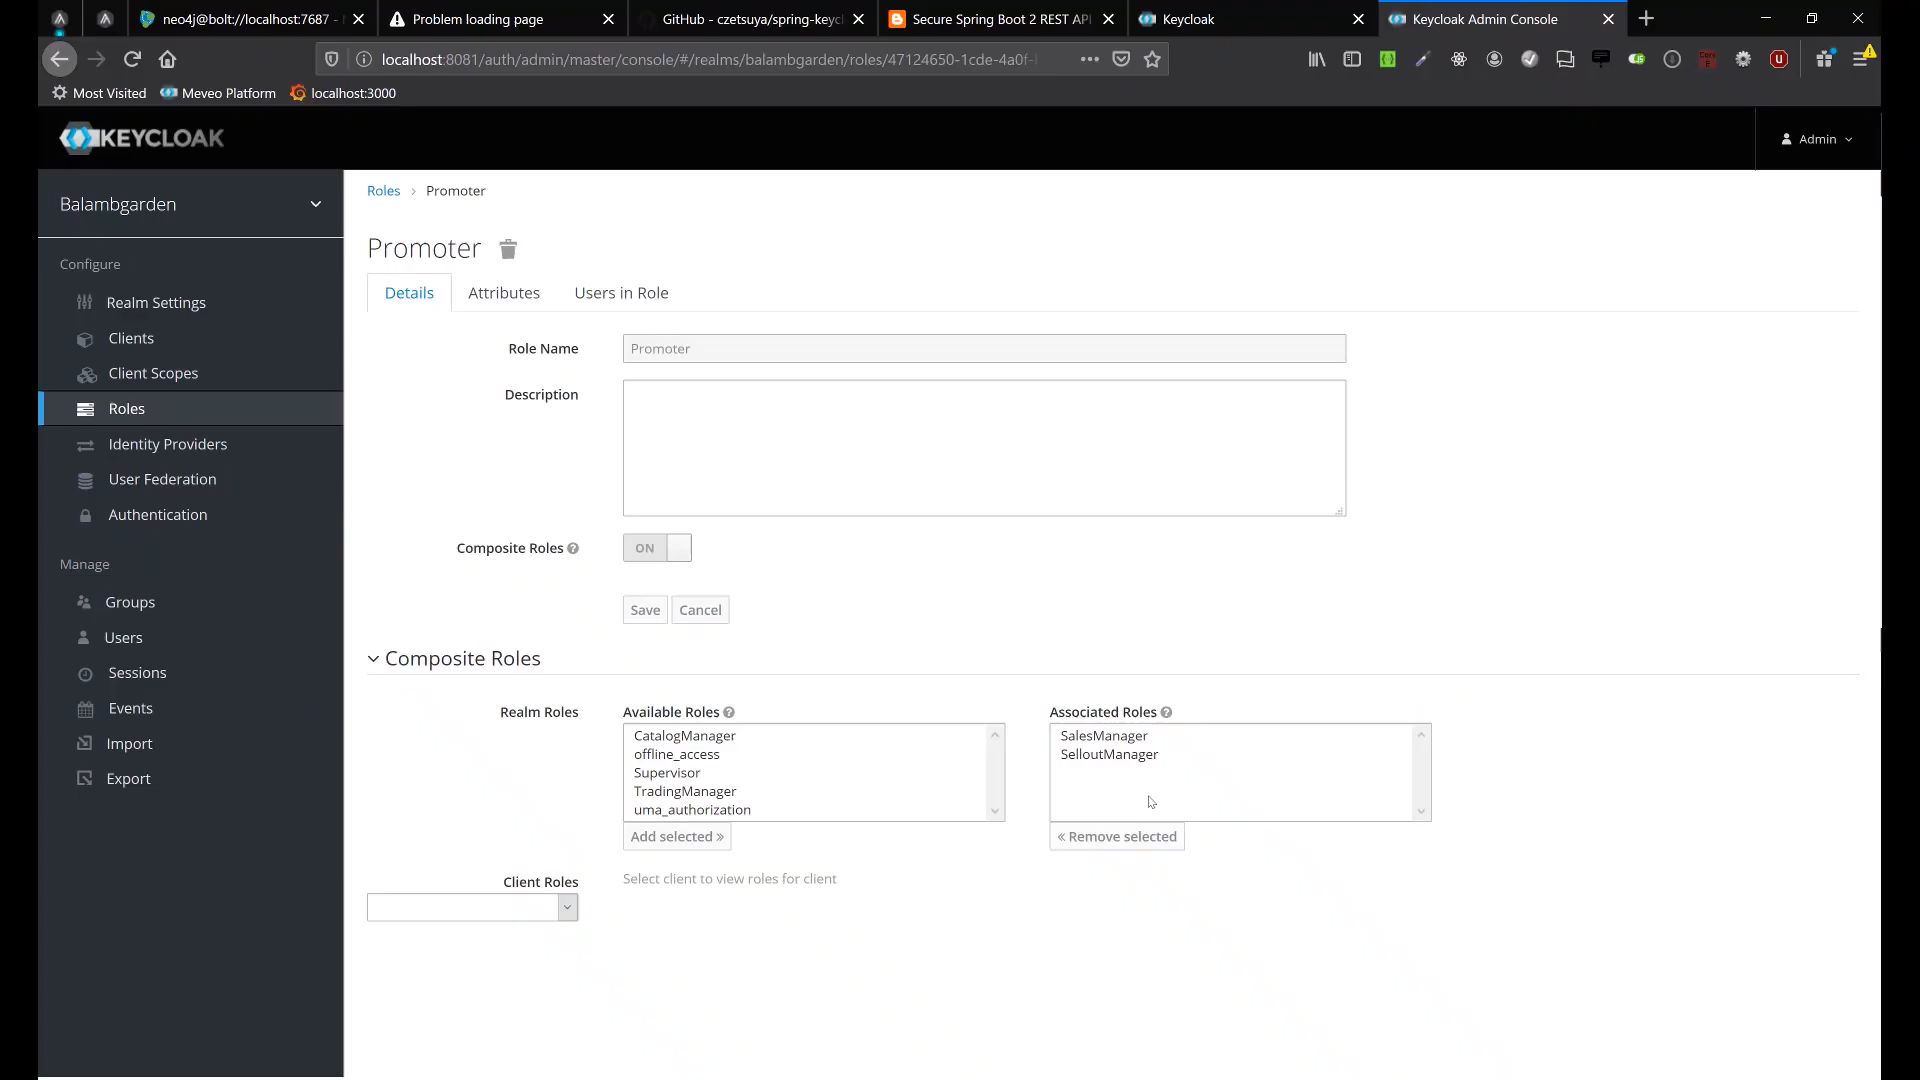 neo4j@bolt://localhost:7687 -
Problem loading page
GitHub - czetsuya/spring-keycl
Secure Spring Boot 2 REST API
Keycloak
Keycloak Admin Console
localhost:8081/auth/admin/master/console/#/realms/balambgarden/roles/47124650-1cde-4a0f-
Most Visited
Meveo Platform
localhost:3000
KEYCLOAK
Admin
Balambgarden
Roles
Promoter
Promoter
Configure
Realm Settings
Clients
Client Scopes
Roles
Identity Providers
User Federation
Authentication
Manage
Groups
Users
Sessions
Events
Import
Export
Details
Attributes
Users in Role
Role Name
Promoter
Description
Composite Roles
ON
Save
Cancel
Composite Roles
Realm Roles
Available Roles
CatalogManager
offline_access
Supervisor
TradingManager
uma_authorization
Add selected »
Associated Roles
SalesManager
SelloutManager
« Remove selected
Client Roles
Select client to view roles for client